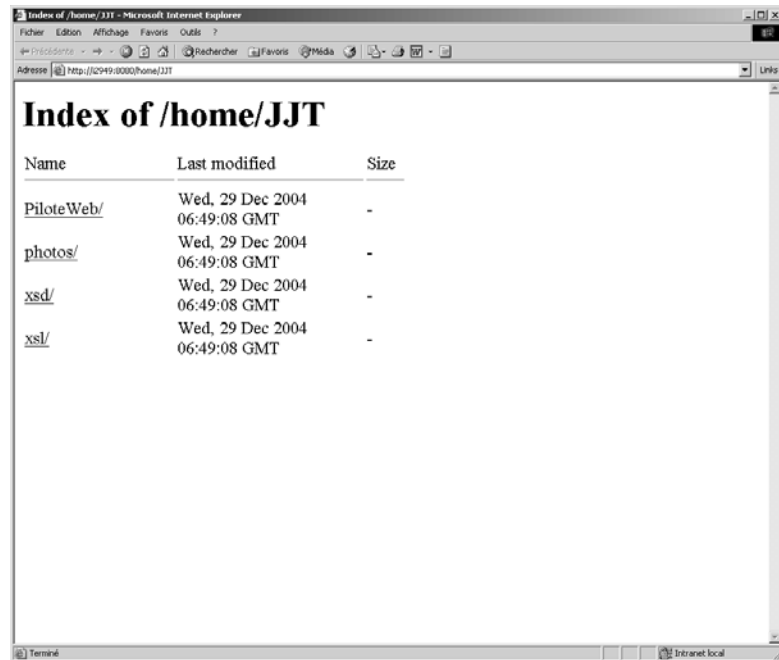 Index of /home/JJT - Microsoft Internet Explorer
Fichier Edition Affichage Favoris Outils ?
Précédente Rechercher Favoris Média
Adresse http://i2949:8080/home/JJT Links
Index of /home/JJT
Name Last modified Size
PiloteWeb/ Wed, 29 Dec 2004 06:49:08 GMT -
photos/ Wed, 29 Dec 2004 06:49:08 GMT -
xsd/ Wed, 29 Dec 2004 06:49:08 GMT -
xsl/ Wed, 29 Dec 2004 06:49:08 GMT -
Terminé Intranet local